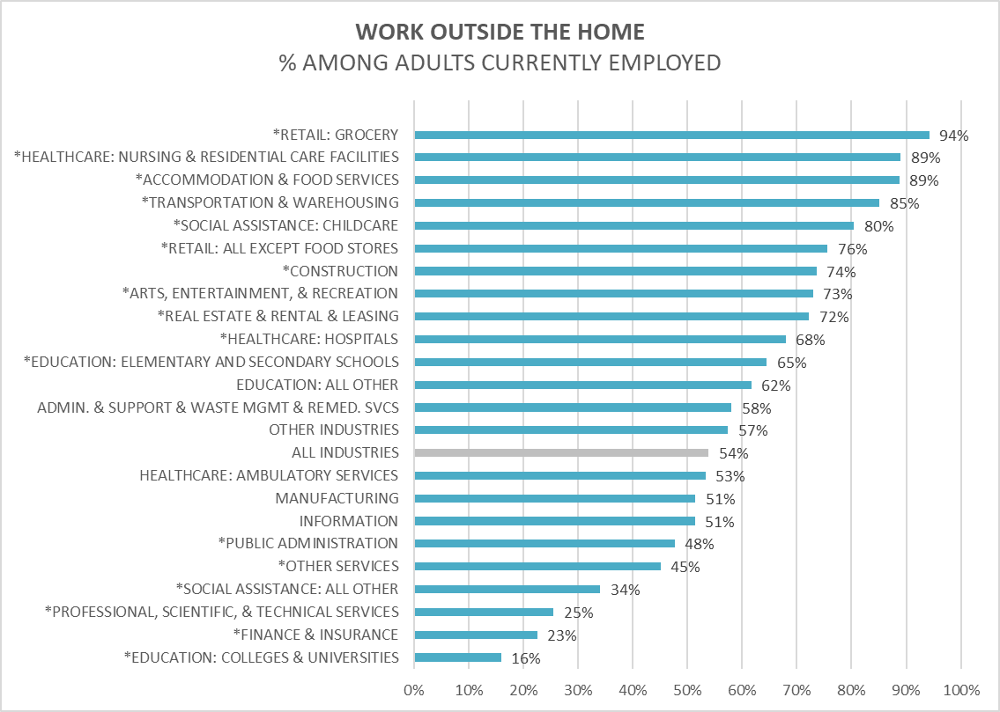 WORK OUTSIDE THE HOME
% AMONG ADULTS CURRENTLY EMPLOYED
*RETAIL: GROCERY 94%
*HEALTHCARE: NURSING & RESIDENTIAL CARE FACILITIES 89%
*ACCOMMODATION & FOOD SERVICES 89%
*TRANSPORTATION & WAREHOUSING 85%
*SOCIAL ASSISTANCE: CHILDCARE 80%
*RETAIL: ALL EXCEPT FOOD STORES 76%
*CONSTRUCTION 74%
*ARTS, ENTERTAINMENT, & RECREATION 73%
*REAL ESTATE & RENTAL & LEASING 72%
*HEALTHCARE: HOSPITALS 68%
*EDUCATION: ELEMENTARY AND SECONDARY SCHOOLS 65%
EDUCATION: ALL OTHER 62%
ADMIN. & SUPPORT & WASTE MGMT & REMED. SVCS 58%
OTHER INDUSTRIES 57%
ALL INDUSTRIES 54%
HEALTHCARE: AMBULATORY SERVICES 53%
MANUFACTURING 51%
INFORMATION 51%
*PUBLIC ADMINISTRATION 48%
*OTHER SERVICES 45%
*SOCIAL ASSISTANCE: ALL OTHER 34%
*PROFESSIONAL, SCIENTIFIC, & TECHNICAL SERVICES 25%
*FINANCE & INSURANCE 23%
*EDUCATION: COLLEGES & UNIVERSITIES 16%
0% 10% 20% 30% 40% 50% 60% 70% 80% 90% 100%